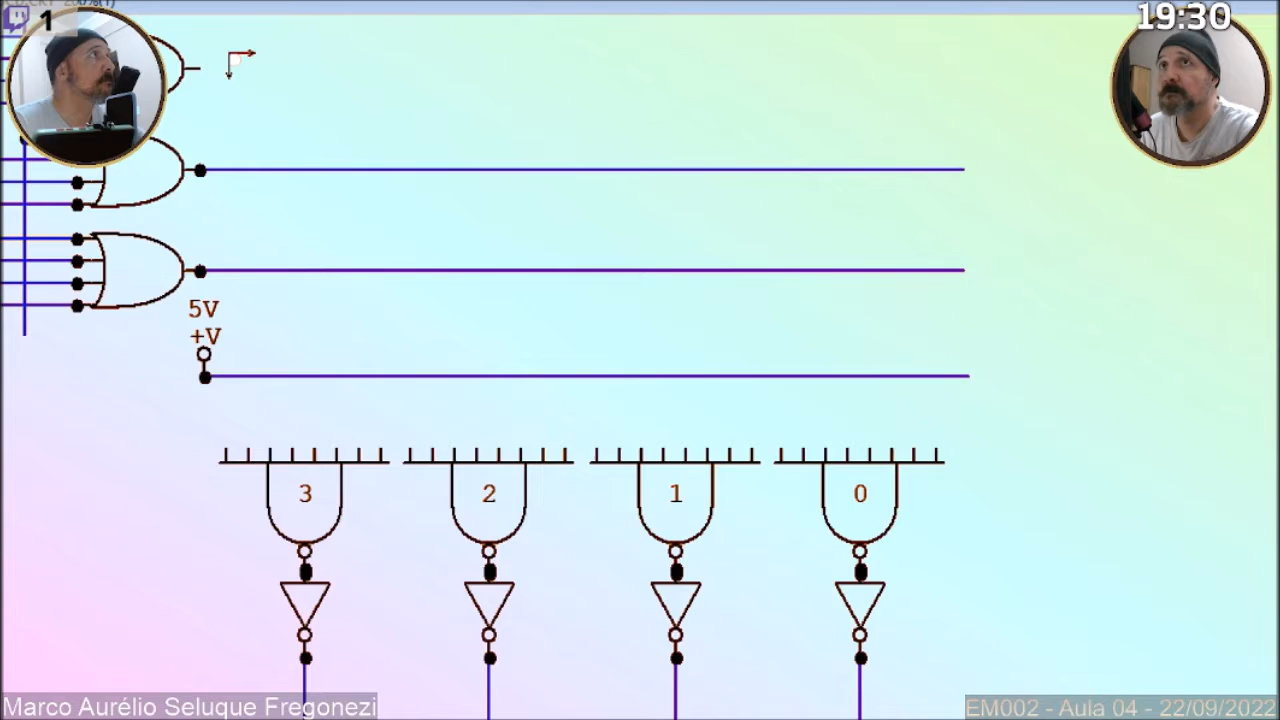 1
19:30
5V
+V
3 2 1 0
Marco Aurélio Seluque Fregonezi
EM002 - Aula 04 - 22/09/2022